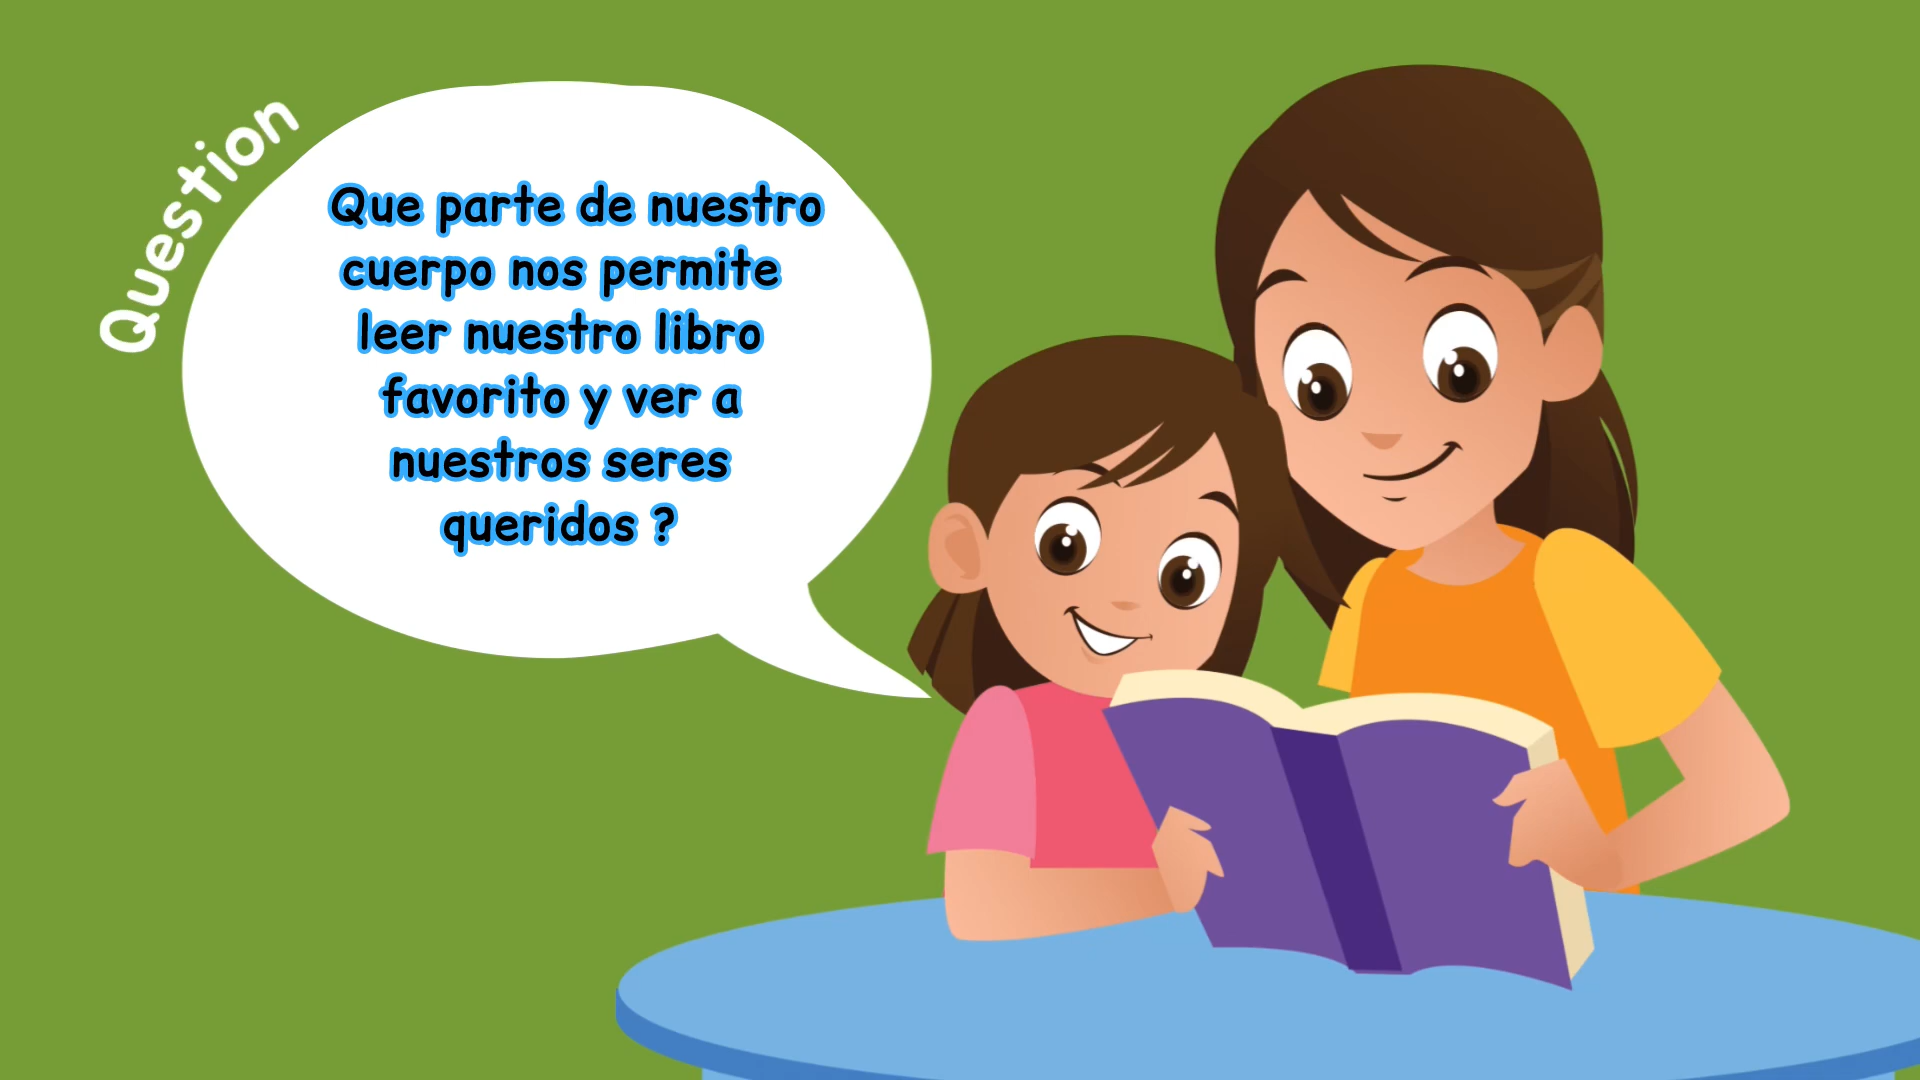 Question
Que parte de nuestro
cuerpo nos permite
leer nuestro libro
favorito y ver a
nuestros seres
queridos ?